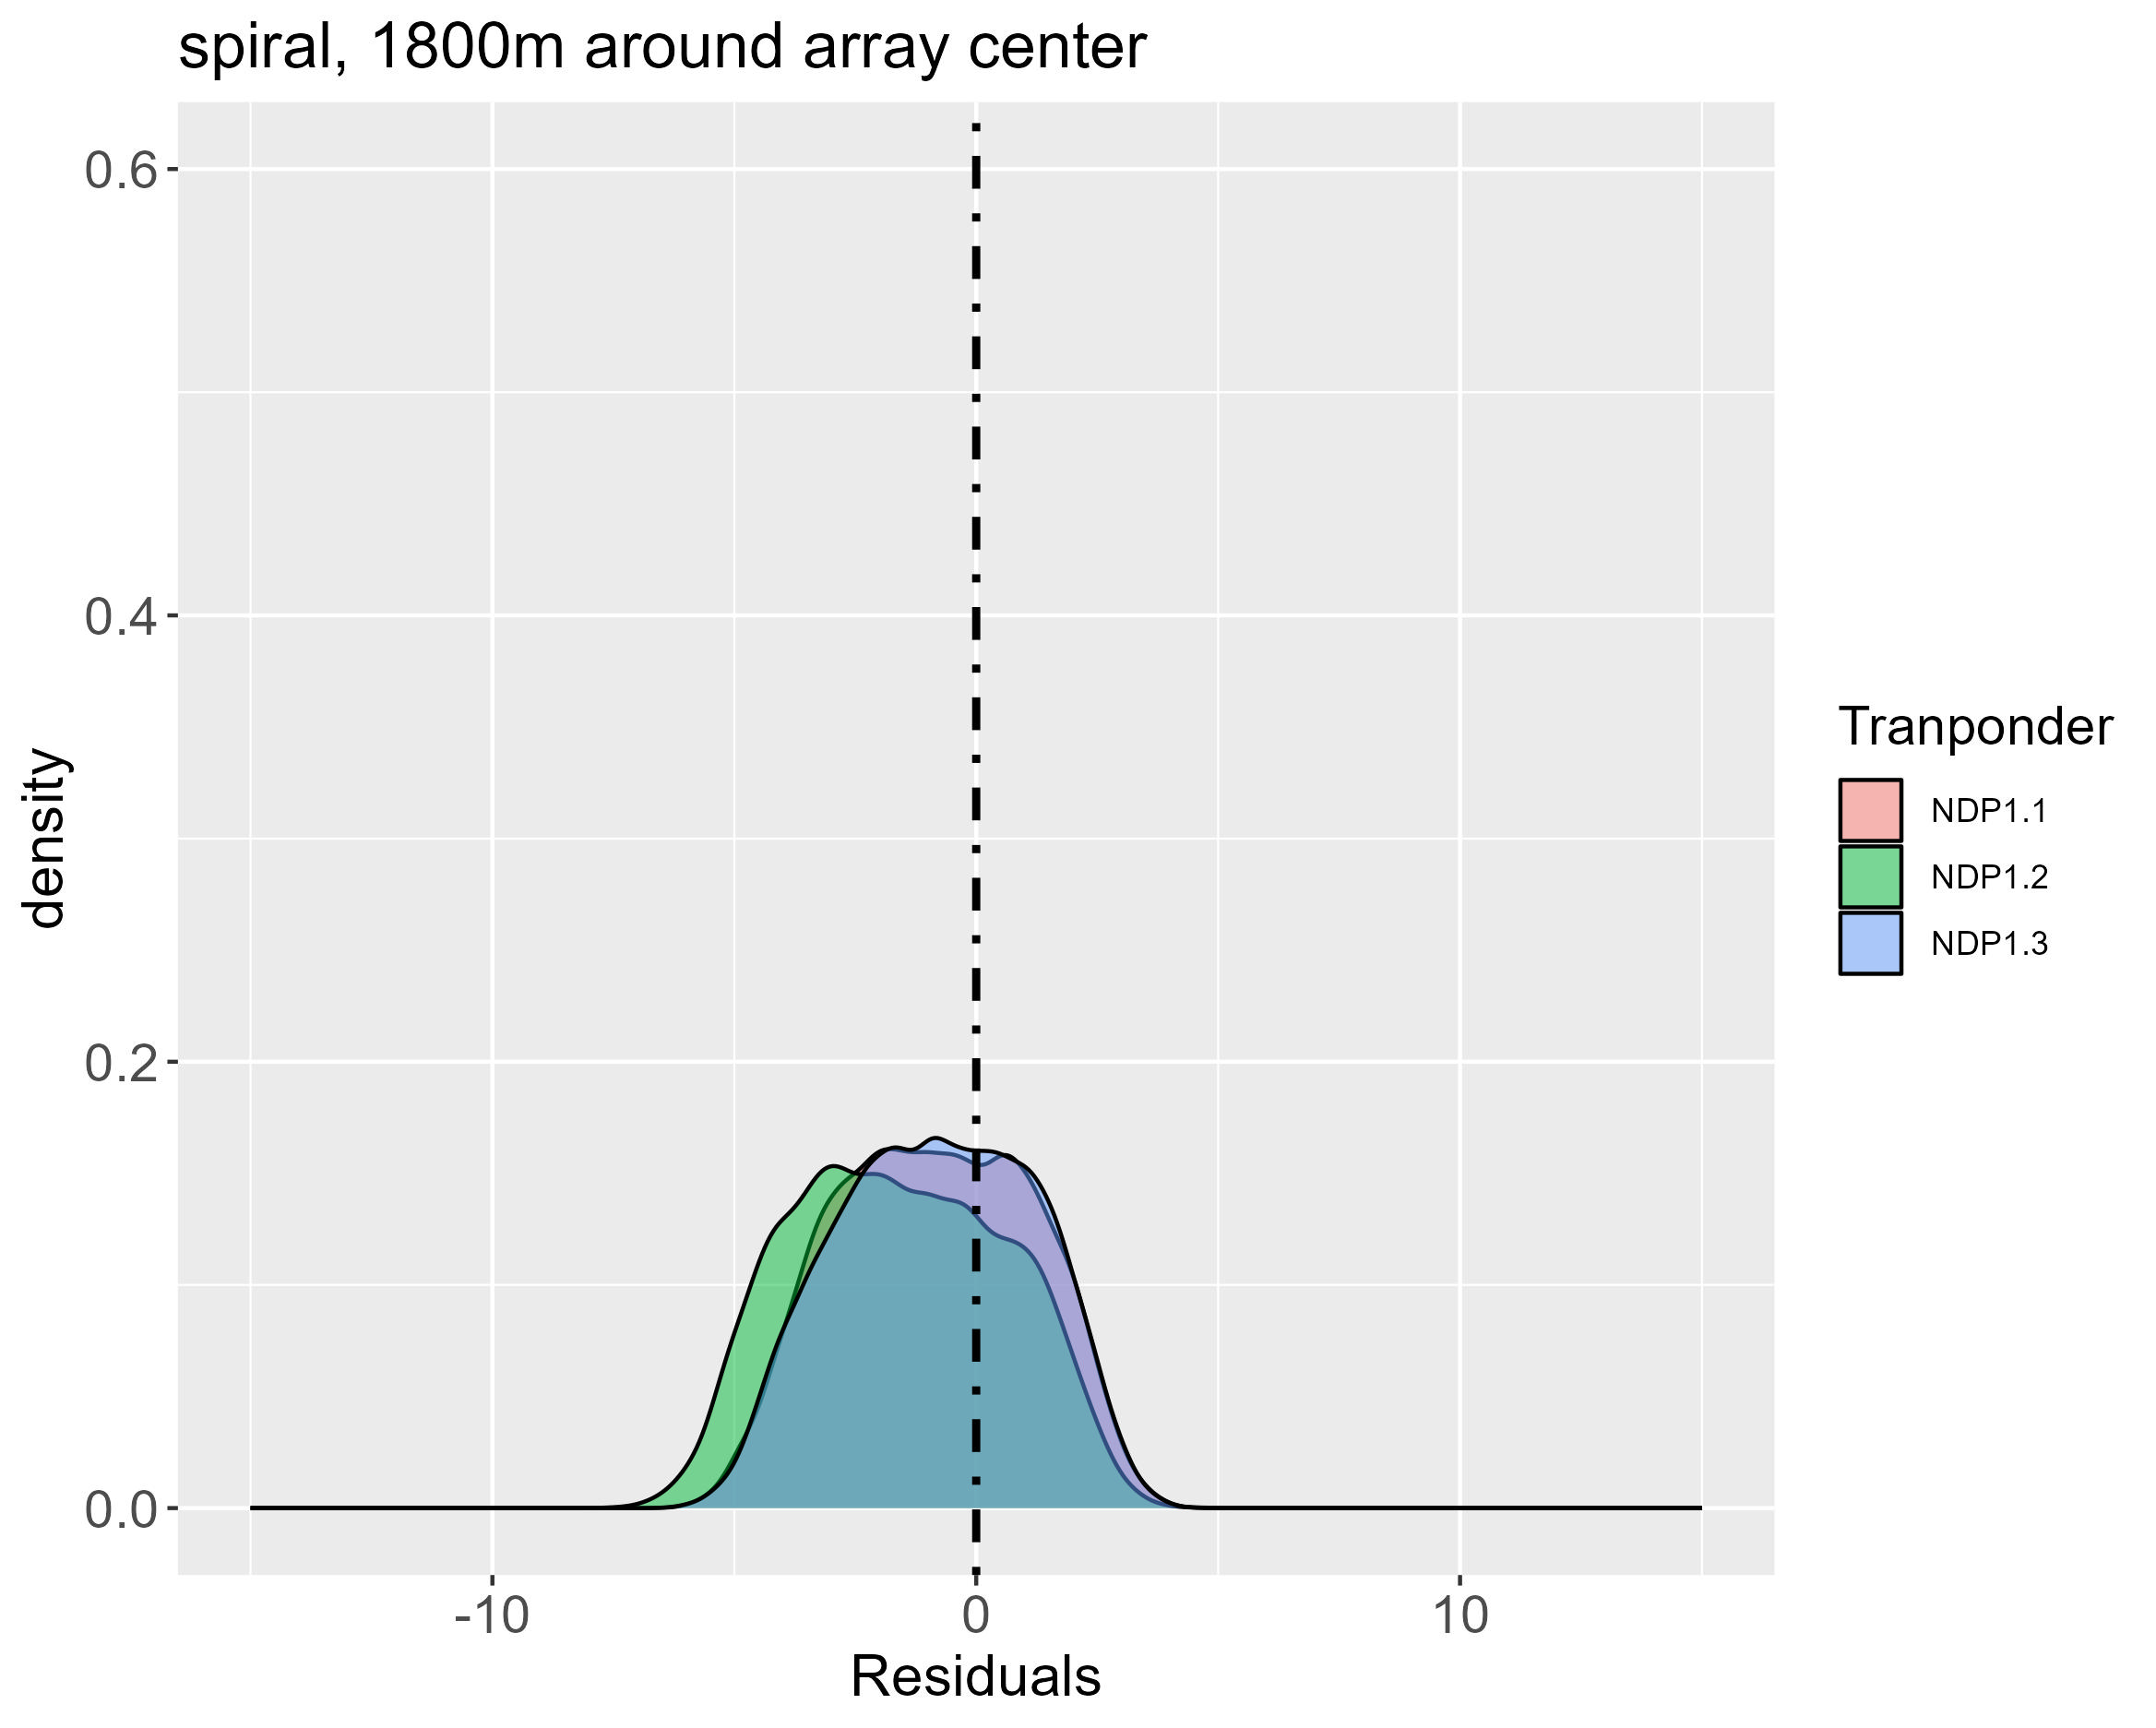 spiral, 1800m around array center
0.6
0.4
0.2
0.0
density
-10 0 10
Residuals
Tranponder
NDP1.1
NDP1.2
NDP1.3